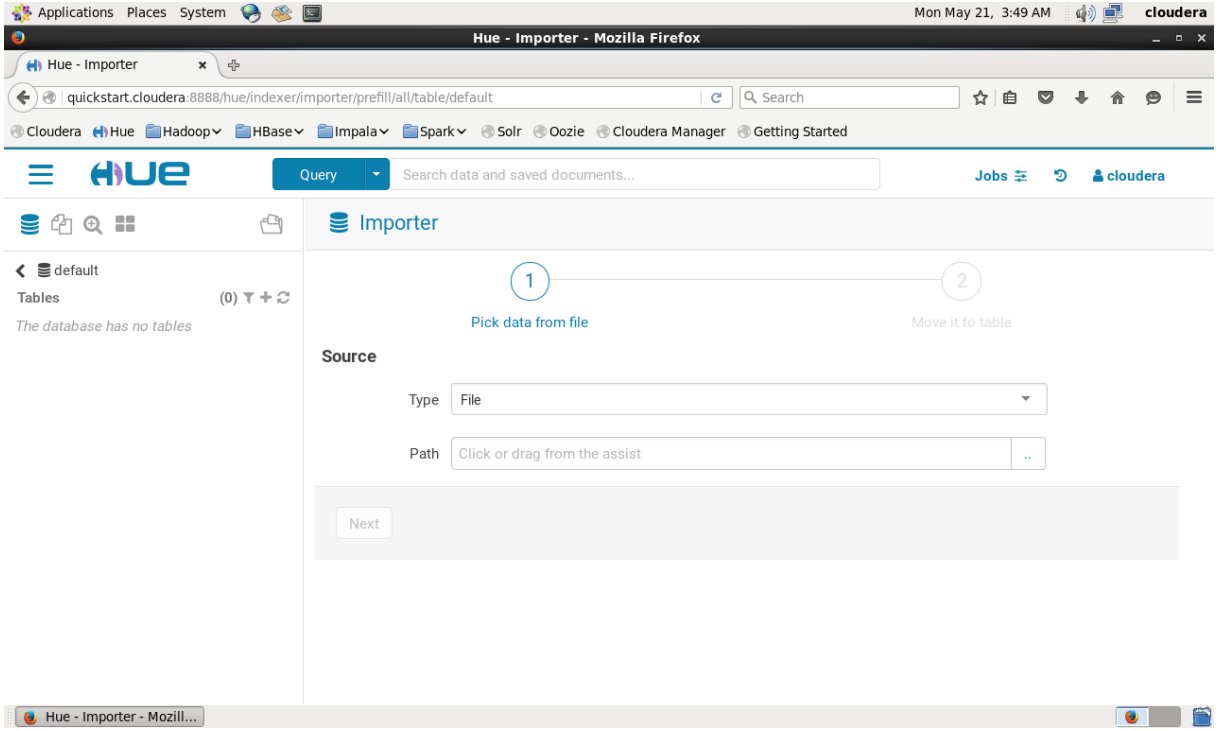 Applications Places System Mon May 21, 3:49 AM cloudera
Hue - Importer - Mozilla Firefox
Hue - Importer
quickstart.cloudera:8888/hue/indexer/importer/prefill/all/table/default Search
Cloudera Hue Hadoop HBase Impala Spark Solr Oozie Cloudera Manager Getting Started
HUE Query Search data and saved documents... Jobs cloudera
Importer
default
Tables (0)
The database has no tables
1 2
Pick data from file Move it to table
Source
Type File
Path Click or drag from the assist ..
Next
Hue - Importer - Mozill...